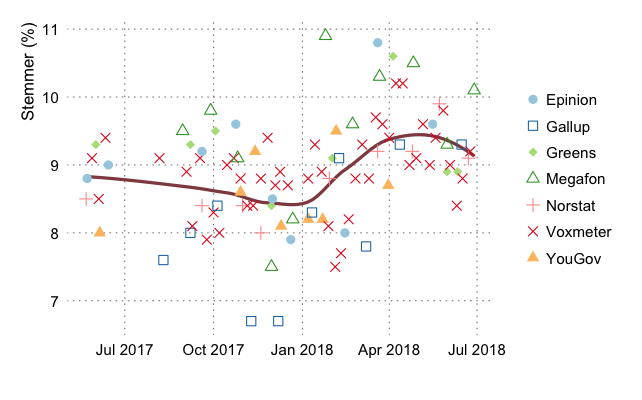 Stemmer (%)
11
10
9
8
7
Jul 2017
Oct 2017
Jan 2018
Apr 2018
Jul 2018
Epinion
Gallup
Greens
Megafon
Norstat
Voxmeter
YouGov